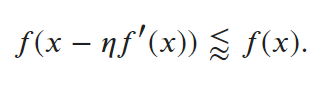 f(x − ηf′(x)) ⪅ f(x).